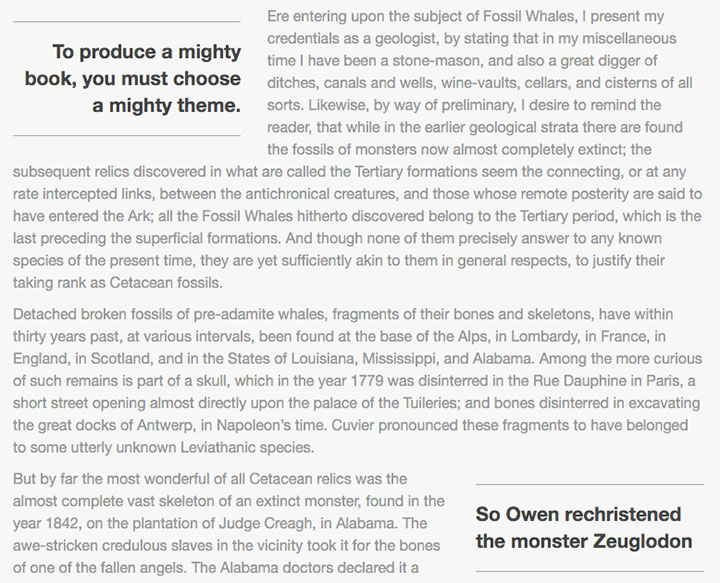 To produce a mighty
book, you must choose
a mighty theme.
Ere entering upon the subject of Fossil Whales, I present my
credentials as a geologist, by stating that in my miscellaneous
time I have been a stone-mason, and also a great digger of
ditches, canals and wells, wine-vaults, cellars, and cisterns of all
sorts. Likewise, by way of preliminary, I desire to remind the
reader, that while in the earlier geological strata there are found
the fossils of monsters now almost completely extinct; the
subsequent relics discovered in what are called the Tertiary formations seem the connecting, or at any
rate intercepted links, between the antichronical creatures, and those whose remote posterity are said to
have entered the Ark; all the Fossil Whales hitherto discovered belong to the Tertiary period, which is the
last preceding the superficial formations. And though none of them precisely answer to any known
species of the present time, they are yet sufficiently akin to them in general respects, to justify their
taking rank as Cetacean fossils.
Detached broken fossils of pre-adamite whales, fragments of their bones and skeletons, have within
thirty years past, at various intervals, been found at the base of the Alps, in Lombardy, in France, in
England, in Scotland, and in the States of Louisiana, Mississippi, and Alabama. Among the more curious
of such remains is part of a skull, which in the year 1779 was disinterred in the Rue Dauphine in Paris, a
short street opening almost directly upon the palace of the Tuileries; and bones disinterred in excavating
the great docks of Antwerp, in Napoleon's time. Cuvier pronounced these fragments to have belonged
to some utterly unknown Leviathanic species.
But by far the most wonderful of all Cetacean relics was the
almost complete vast skeleton of an extinct monster, found in the
year 1842, on the plantation of Judge Creagh, in Alabama. The
awe-stricken credulous slaves in the vicinity took it for the bones
of one of the fallen angels. The Alabama doctors declared it a
So Owen rechristened
the monster Zeuglodon